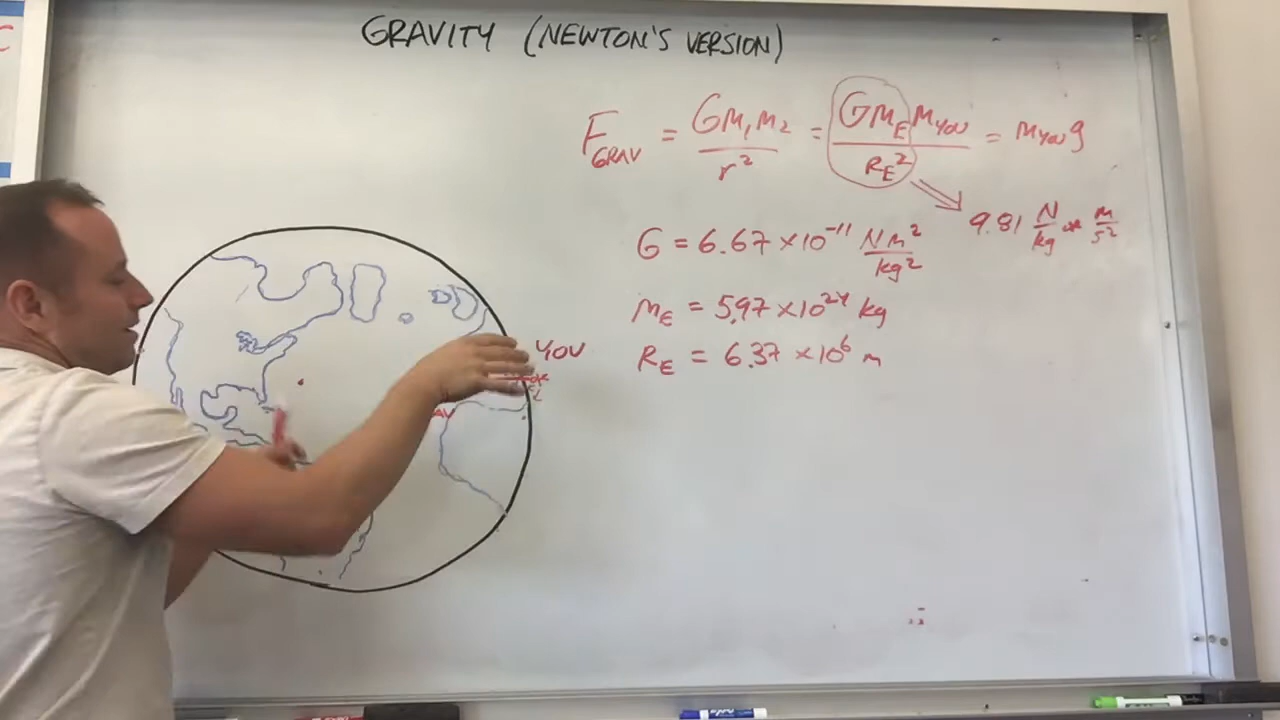 GRAVITY (NEWTON'S VERSION)
F_GRAV = Gm₁m₂/r² = GM_E M_YOU/R_E² = M_YOU g
9.81 N/kg or m/s²
G = 6.67 × 10⁻¹¹ Nm²/kg²
M_E = 5.97 × 10²⁴ kg
R_E = 6.37 × 10⁶ m
YOU